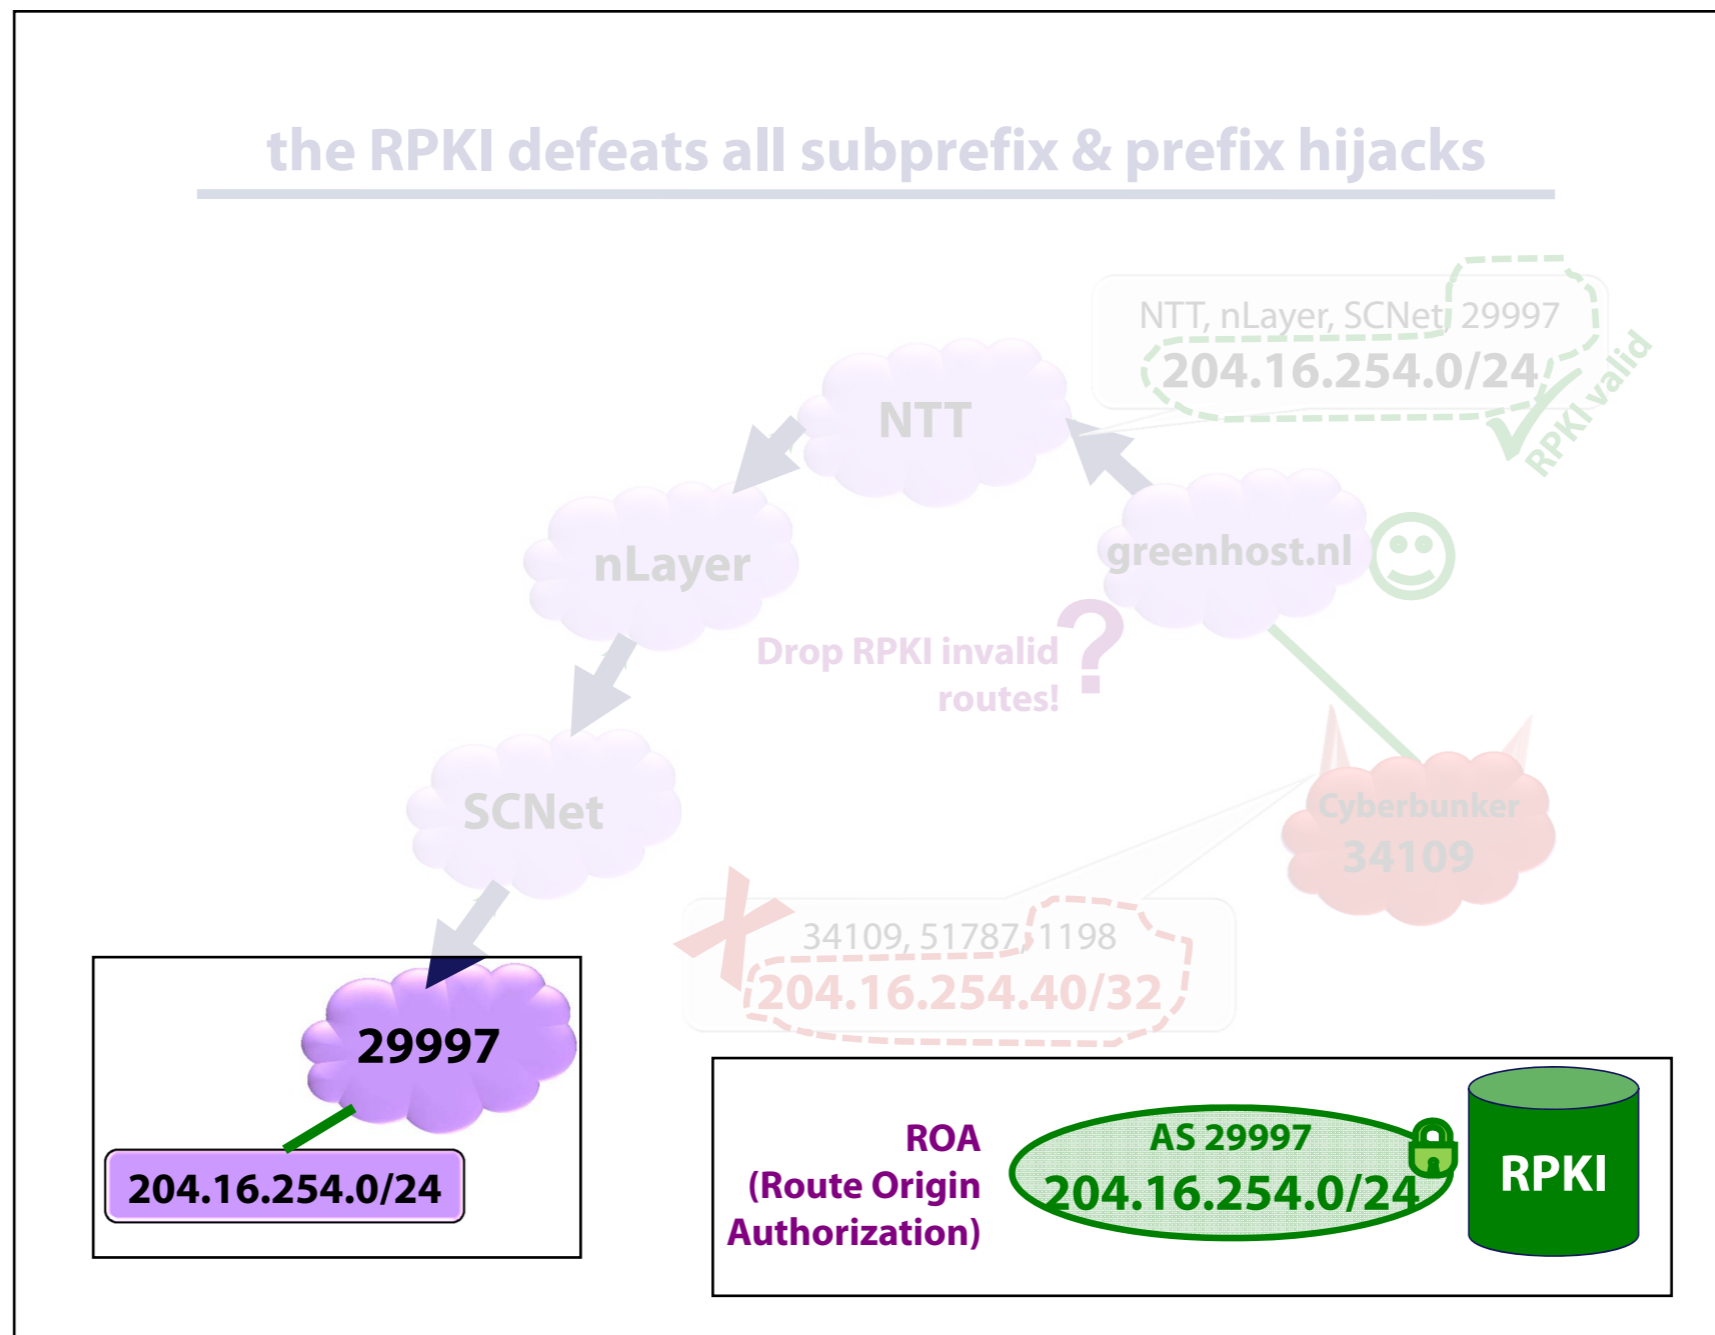 the RPKI defeats all subprefix & prefix hijacks
NTT, nLayer, SCNet, 29997
204.16.254.0/24
RPKI valid
NTT
nLayer
greenhost.nl
Drop RPKI invalid
routes!
?
SCNet
Cyberbunker
34109
34109, 51787, 1198
204.16.254.40/32
29997
204.16.254.0/24
ROA
(Route Origin
Authorization)
AS 29997
204.16.254.0/24
RPKI